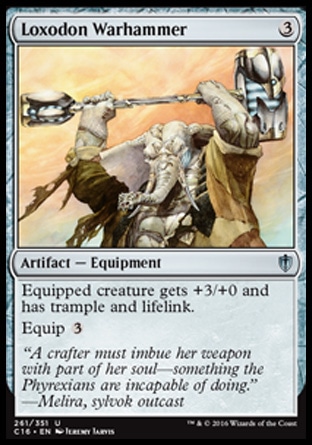 Loxodon Warhammer 3
Artifact — Equipment
Equipped creature gets +3/+0 and
has trample and lifelink.
Equip 3
"A crafter must imbue her weapon
with part of her soul—something the
Phyrexians are incapable of doing."
—Melira, sylvok outcast
261/351 U
C16 • EN Jeremy Jarvis
™ & © 2016 Wizards of the Coast